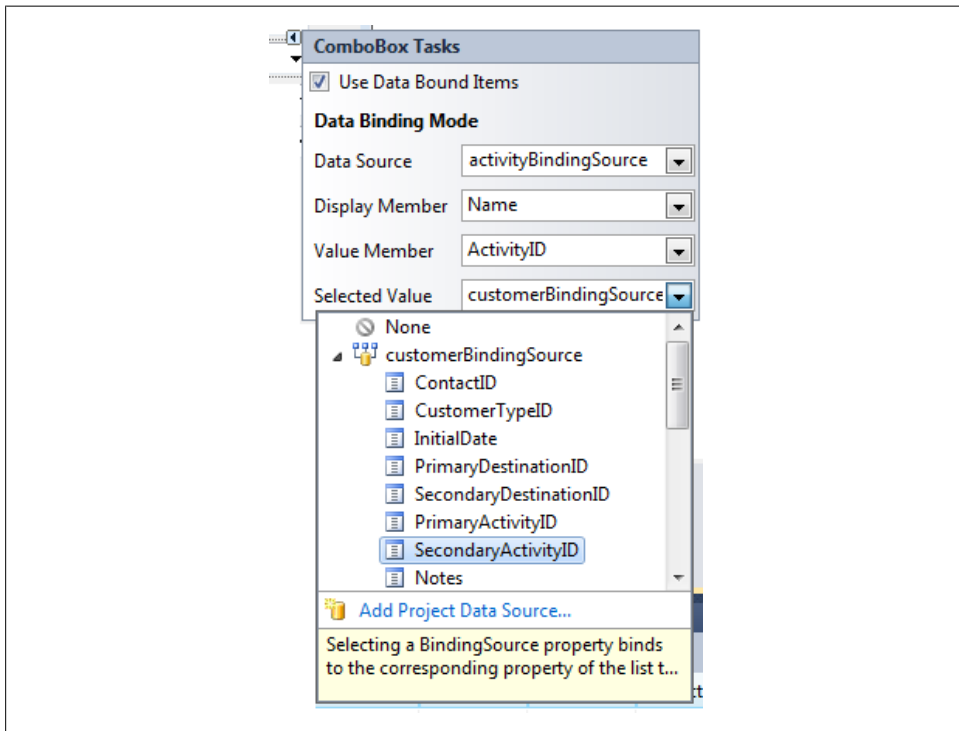 ComboBox Tasks
Use Data Bound Items
Data Binding Mode
Data Source activityBindingSource
Display Member Name
Value Member ActivityID
Selected Value customerBindingSource
None
customerBindingSource
ContactID
CustomerTypeID
InitialDate
PrimaryDestinationID
SecondaryDestinationID
PrimaryActivityID
SecondaryActivityID
Notes
Add Project Data Source...
Selecting a BindingSource property binds
to the corresponding property of the list t...